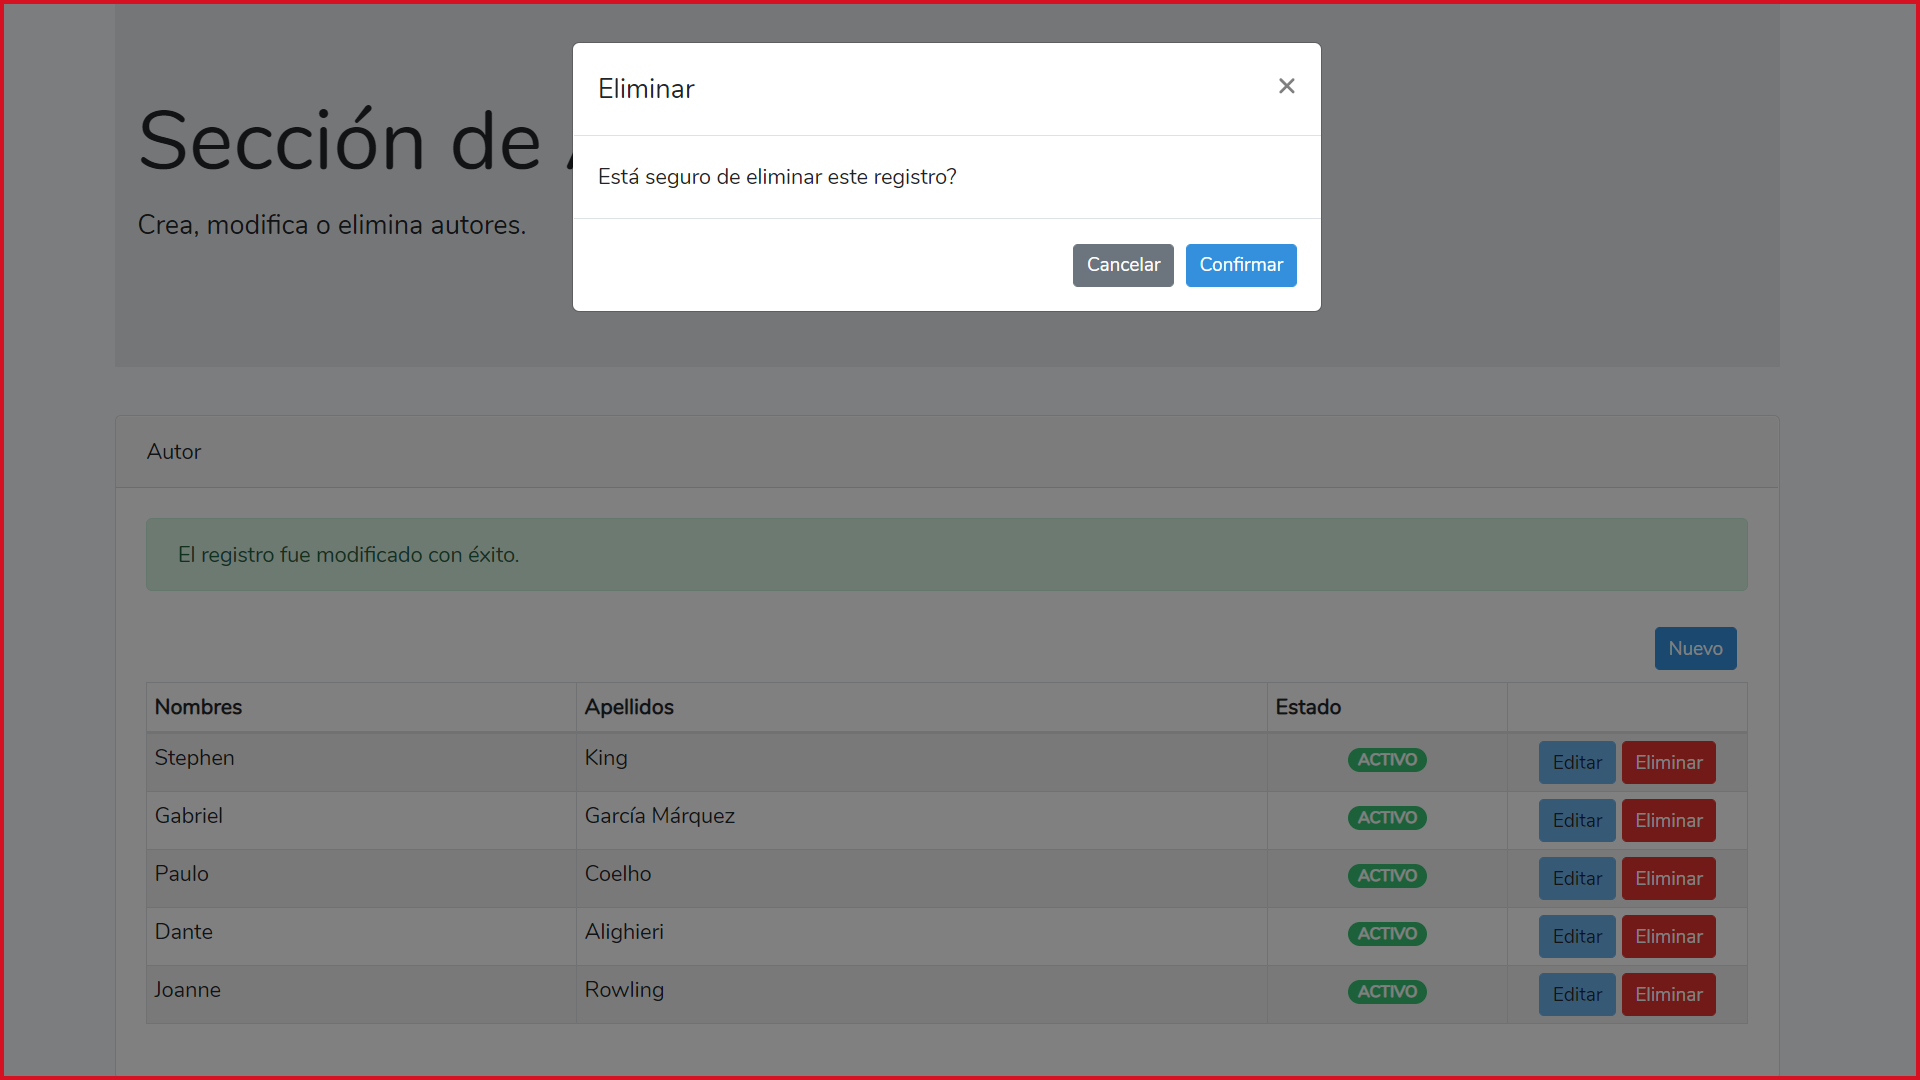 Eliminar ×
Está seguro de eliminar este registro?
Cancelar Confirmar
Sección de
Crea, modifica o elimina autores.
Autor
El registro fue modificado con éxito.
Nuevo
Nombres Apellidos Estado
Stephen King ACTIVO Editar Eliminar
Gabriel García Márquez ACTIVO Editar Eliminar
Paulo Coelho ACTIVO Editar Eliminar
Dante Alighieri ACTIVO Editar Eliminar
Joanne Rowling ACTIVO Editar Eliminar